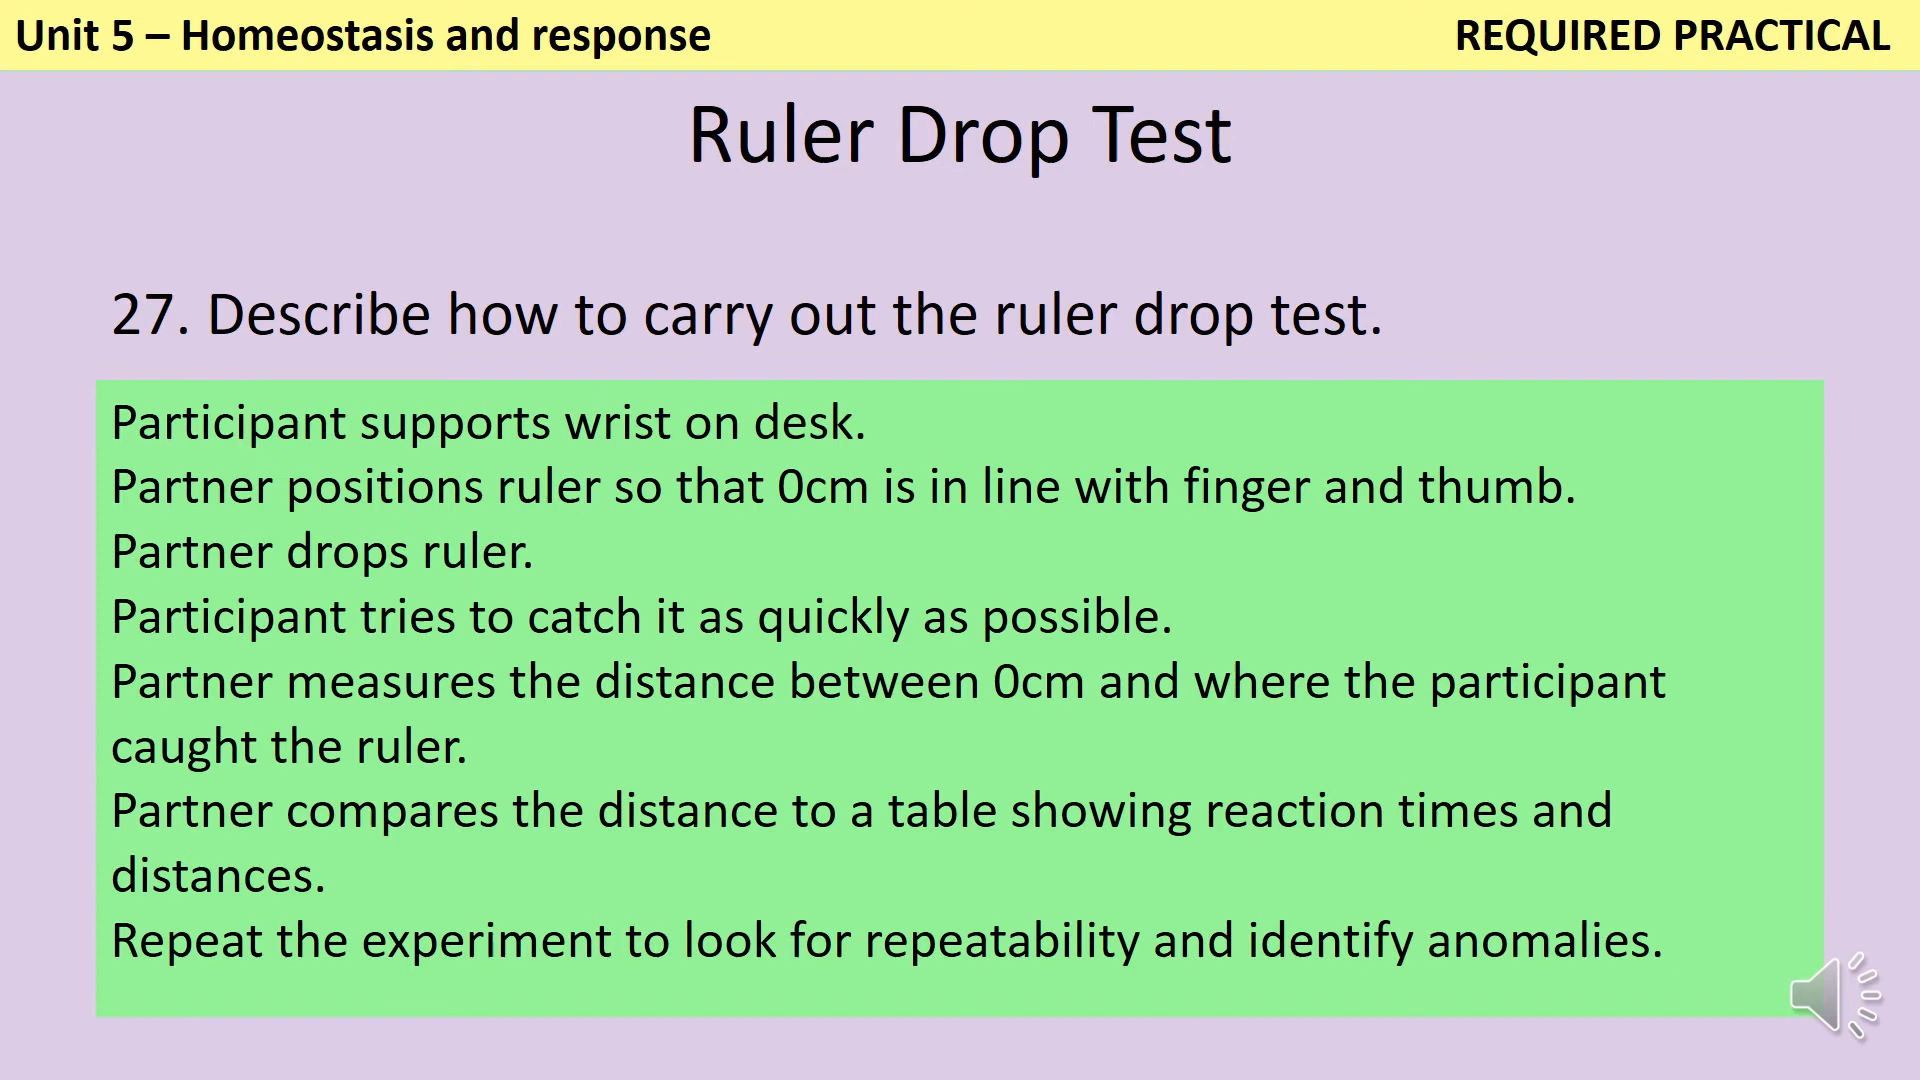 Unit 5 – Homeostasis and response
REQUIRED PRACTICAL
Ruler Drop Test
27. Describe how to carry out the ruler drop test.
Participant supports wrist on desk.
Partner positions ruler so that 0cm is in line with finger and thumb.
Partner drops ruler.
Participant tries to catch it as quickly as possible.
Partner measures the distance between 0cm and where the participant
caught the ruler.
Partner compares the distance to a table showing reaction times and
distances.
Repeat the experiment to look for repeatability and identify anomalies.